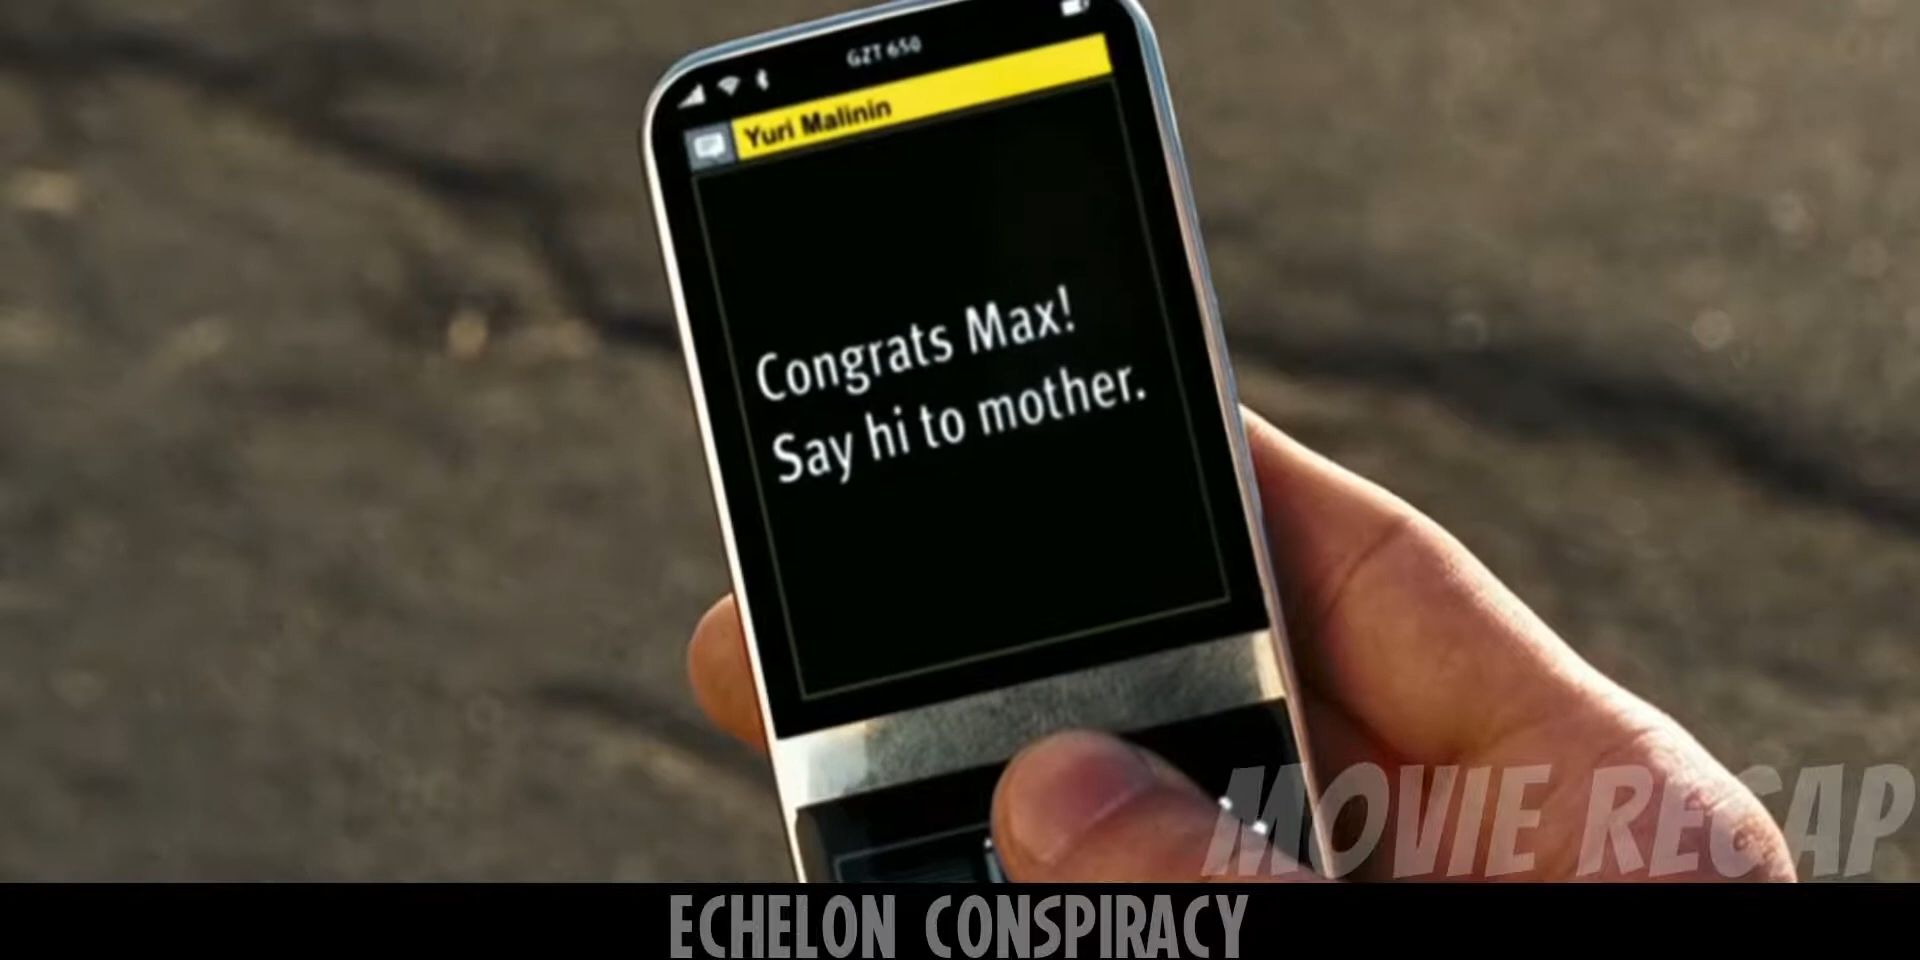 GZT 650
Yuri Malinin
Congrats Max!
Say hi to mother.
MOVIE RECAP
ECHELON CONSPIRACY